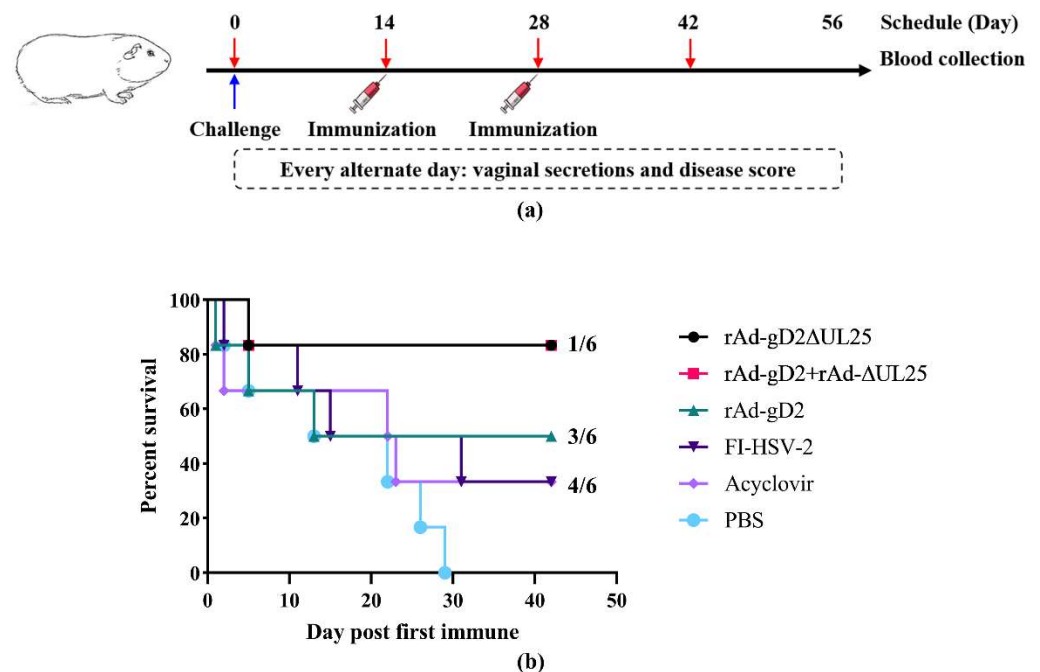 0 14 28 42 56 Schedule (Day)
Blood collection
Challenge Immunization Immunization
Every alternate day: vaginal secretions and disease score
(a)
100
80
60
40
20
0
Percent survival
0 10 20 30 40 50
Day post first immune
1/6
3/6
4/6
rAd-gD2ΔUL25
rAd-gD2+rAd-ΔUL25
rAd-gD2
FI-HSV-2
Acyclovir
PBS
(b)